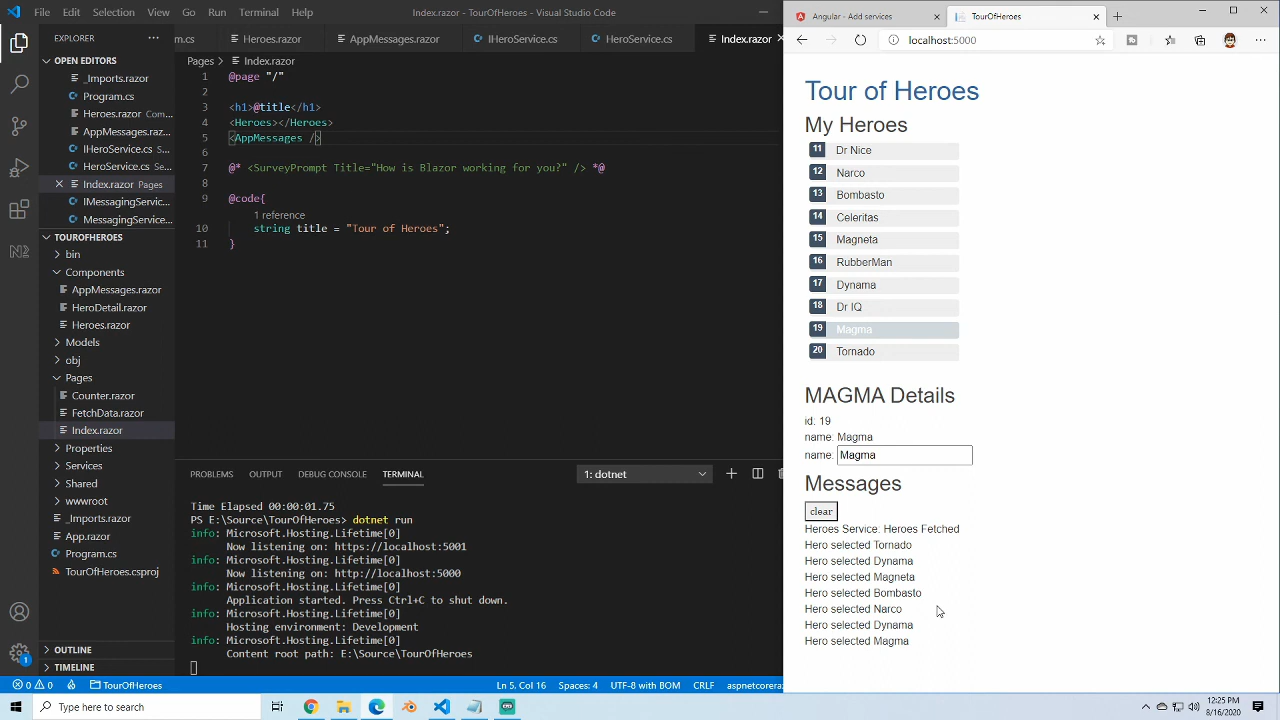 File Edit Selection View Go Run Terminal Help
Index.razor - TourOfHeroes - Visual Studio Code
Angular - Add services
TourOfHeroes
localhost:5000
EXPLORER
m.cs
Heroes.razor
AppMessages.razor
IHeroService.cs
HeroService.cs
Index.razor
OPEN EDITORS
_Imports.razor
Program.cs
Heroes.razor Com...
AppMessages.raz...
IHeroService.cs S...
HeroService.cs Se...
Index.razor Pages
IMessagingServic...
MesagingService...
TOUROFHEROES
bin
Components
AppMessages.razor
HeroDetail.razor
Heroes.razor
Models
obj
Pages
Counter.razor
FetchData.razor
Index.razor
Properties
Services
Shared
wwwroot
_Imports.razor
App.razor
Program.cs
TourOfHeroes.csproj
OUTLINE
TIMELINE
Pages > Index.razor
1 @page "/"
2
3 <h1>@title</h1>
4 <Heroes></Heroes>
5 <AppMessages />
6
7 @* <SurveyPrompt Title="How is Blazor working for you?" /> *@
8
9 @code{
1 reference
10 string title = "Tour of Heroes";
11 }
PROBLEMS OUTPUT DEBUG CONSOLE TERMINAL
1: dotnet
Time Elapsed 00:00:01.75
PS E:\Source\TourOfHeroes> dotnet run
info: Microsoft.Hosting.Lifetime[0]
Now listening on: https://localhost:5001
info: Microsoft.Hosting.Lifetime[0]
Now listening on: http://localhost:5000
info: Microsoft.Hosting.Lifetime[0]
Application started. Press Ctrl+C to shut down.
info: Microsoft.Hosting.Lifetime[0]
Hosting environment: Development
info: Microsoft.Hosting.Lifetime[0]
Content root path: E:\Source\TourOfHeroes
Tour of Heroes
My Heroes
11 Dr Nice
12 Narco
13 Bombasto
14 Celeritas
15 Magneta
16 RubberMan
17 Dynama
18 Dr IQ
19 Magma
20 Tornado
MAGMA Details
id: 19
name: Magma
name: Magma
Messages
clear
Heroes Service: Heroes Fetched
Hero selected Tornado
Hero selected Dynama
Hero selected Magneta
Hero selected Bombasto
Hero selected Narco
Hero selected Dynama
Hero selected Magma
1
0 0 TourOfHeroes
Ln 5, Col 16 Spaces: 4 UTF-8 with BOM CRLF aspnetcorera
Type here to search
12:25 PM
8/16/2020